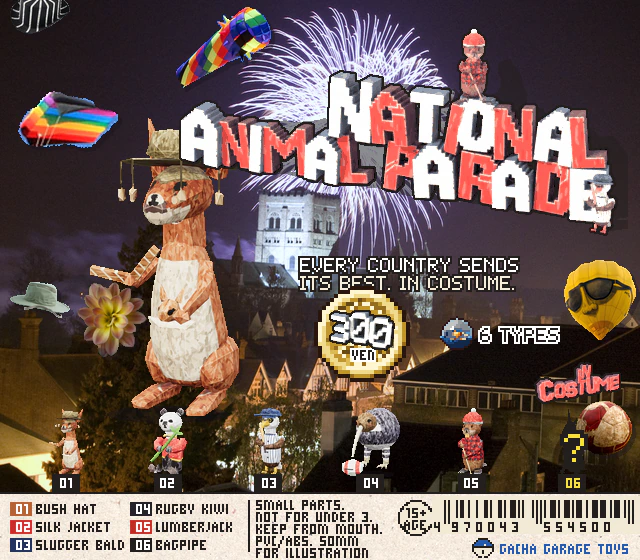 NATIONAL
ANIMAL PARADE
EVERY COUNTRY SENDS
ITS BEST. IN COSTUME.
300
YEN
6 TYPES
IN
COSTUME
?
01
02
03
04
05
06
01 BUSH HAT
02 SILK JACKET
03 SLUGGER BALD
04 RUGBY KIWI
05 LUMBERJACK
06 BAGPIPE
SMALL PARTS.
NOT FOR UNDER 3.
KEEP FROM MOUTH.
PVC/ABS. 50MM
FOR ILLUSTRATION
15+
AGE
4 970043 554500
GACHA GARAGE TOYS